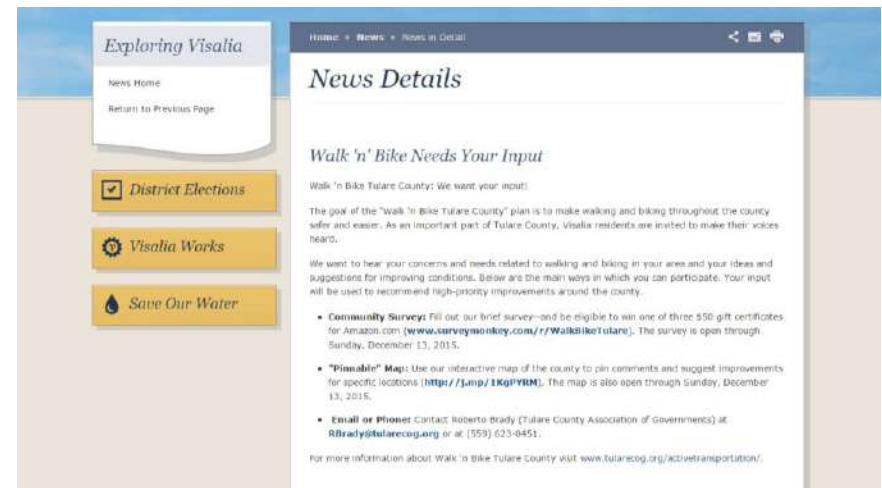 Exploring Visalia
News Home
Return to Previous Page
District Elections
Visalia Works
Save Our Water
Home • News • News in Detail
News Details
Walk 'n' Bike Needs Your Input
Walk 'n Bike Tulare County: We want your input!
The goal of the "Walk 'n Bike Tulare County" plan is to make walking and biking throughout the county
safer and easier. As an important part of Tulare County, Visalia residents are invited to make their voices
heard.
We want to hear your concerns and needs related to walking and biking in your area and your ideas and
suggestions for improving conditions. Below are the main ways in which you can participate. Your input
will be used to recommend high-priority improvements around the county.
• Community Survey: Fill out our brief survey—and be eligible to win one of three $50 gift certificates
for Amazon.com (www.surveymonkey.com/r/WalkBikeTulare). The survey is open through
Sunday, December 13, 2015.
• "Pinnable" Map: Use our interactive map of the county to pin comments and suggest improvements
for specific locations (http://j.mp/1KgPYRM). The map is also open through Sunday, December
13, 2015.
• Email or Phone: Contact Roberto Brady (Tulare County Association of Governments) at
RBrady@tularecog.org or at (559) 623-0451.
For more information about Walk 'n Bike Tulare County visit www.tularecog.org/activetransportation/.